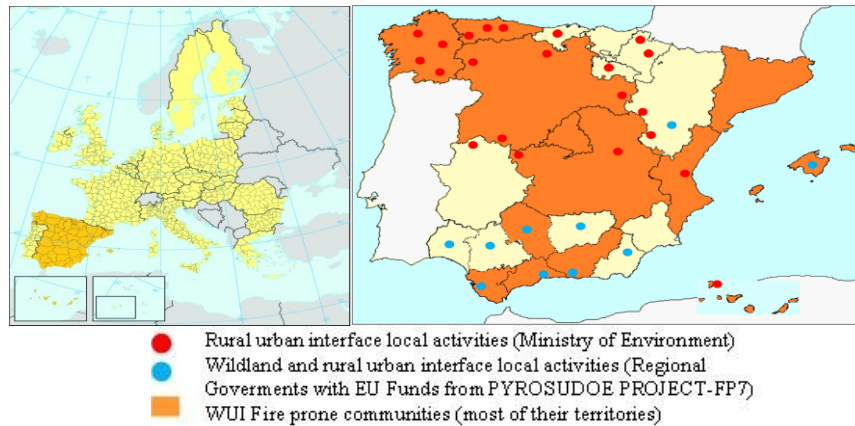 Rural urban interface local activities (Ministry of Environment)
Wildland and rural urban interface local activities (Regional
Goverments with EU Funds from PYROSUDOE PROJECT-FP7)
WUI Fire prone communities (most of their territories)